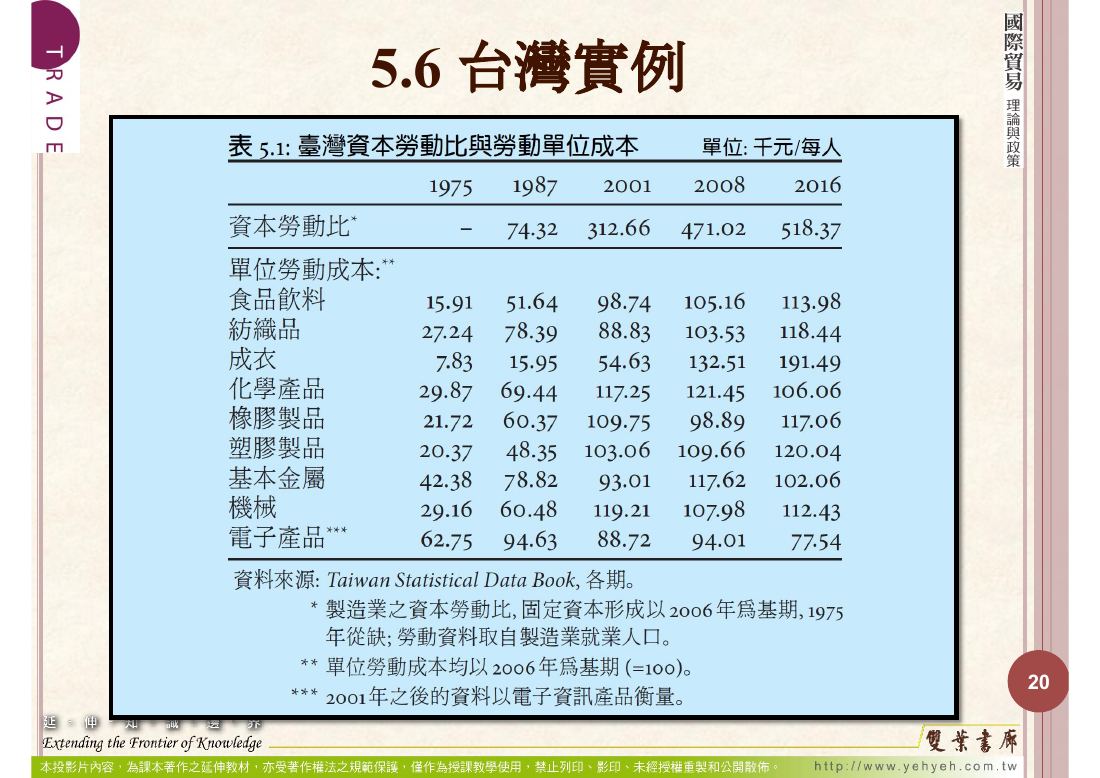 TRADE
國際貿易 理論與政策
5.6 台灣實例
表 5.1: 臺灣資本勞動比與勞動單位成本 單位: 千元/每人
1975 1987 2001 2008 2016
資本勞動比* – 74.32 312.66 471.02 518.37
單位勞動成本:**
食品飲料 15.91 51.64 98.74 105.16 113.98
紡織品 27.24 78.39 88.83 103.53 118.44
成衣 7.83 15.95 54.63 132.51 191.49
化學產品 29.87 69.44 117.25 121.45 106.06
橡膠製品 21.72 60.37 109.75 98.89 117.06
塑膠製品 20.37 48.35 103.06 109.66 120.04
基本金屬 42.38 78.82 93.01 117.62 102.06
機械 29.16 60.48 119.21 107.98 112.43
電子產品*** 62.75 94.63 88.72 94.01 77.54
資料來源: Taiwan Statistical Data Book, 各期。
* 製造業之資本勞動比, 固定資本形成以 2006 年爲基期, 1975
年從缺; 勞動資料取自製造業就業人口。
** 單位勞動成本均以 2006 年爲基期 (=100)。
*** 2001 年之後的資料以電子資訊產品衡量。
20
延。伸。知。識。邊。界
Extending the Frontier of Knowledge
雙葉書廊
本投影片內容，為課本著作之延伸教材，亦受著作權法之規範保護，僅作為授課教學使用，禁止列印、影印、未經授權重製和公開散佈。 http://www.yehyeh.com.tw